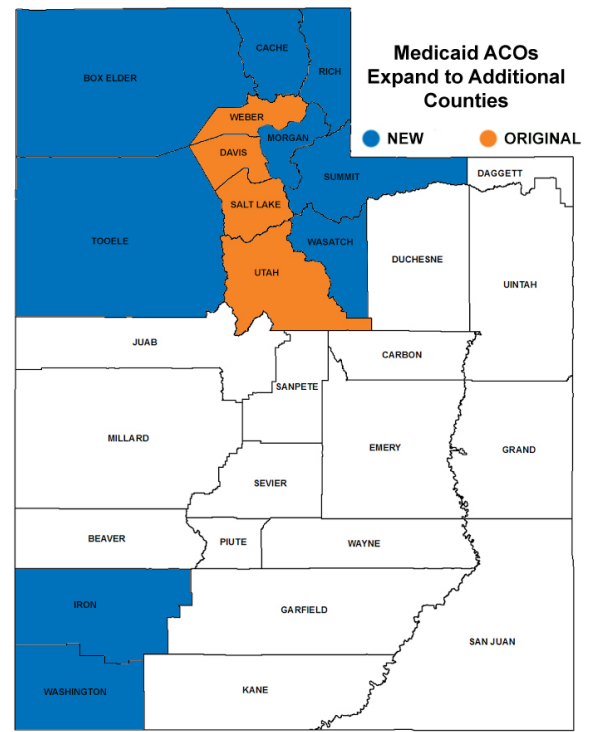 Medicaid ACOs
Expand to Additional
Counties
NEW
ORIGINAL
CACHE
RICH
BOX ELDER
WEBER
MORGAN
DAVIS
SUMMIT
DAGGETT
SALT LAKE
TOOELE
WASATCH
DUCHESNE
UTAH
UINTAH
JUAB
CARBON
SANPETE
MILLARD
EMERY
GRAND
SEVIER
BEAVER
PIUTE
WAYNE
IRON
GARFIELD
SAN JUAN
WASHINGTON
KANE